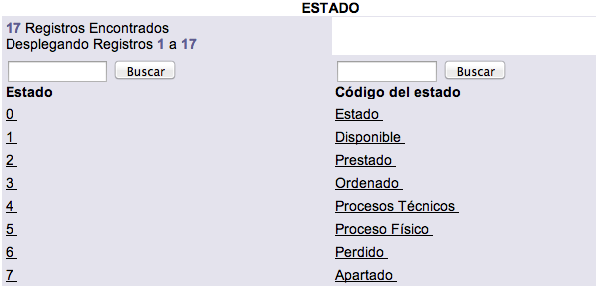 ESTADO
17 Registros Encontrados
Desplegando Registros 1 a 17
Buscar Buscar
Estado Código del estado
0 Estado
1 Disponible
2 Prestado
3 Ordenado
4 Procesos Técnicos
5 Proceso Físico
6 Perdido
7 Apartado